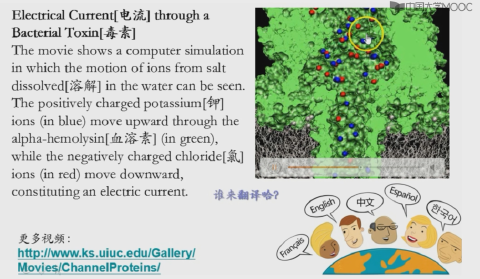 Electrical Current[电流] through a
Bacterial Toxin[毒素]
The movie shows a computer simulation
in which the motion of ions from salt
dissolved[溶解] in the water can be seen.
The positively charged potassium[钾]
ions (in blue) move upward through the
alpha-hemolysin[血溶素] (in green),
while the negatively charged chloride[氯]
ions (in red) move downward,
constituting an electric current.
谁来翻译哈?
更多视频:
http://www.ks.uiuc.edu/Gallery/
Movies/ChannelProteins/
中国大学MOOC
Français
English
中文
Español
한국어